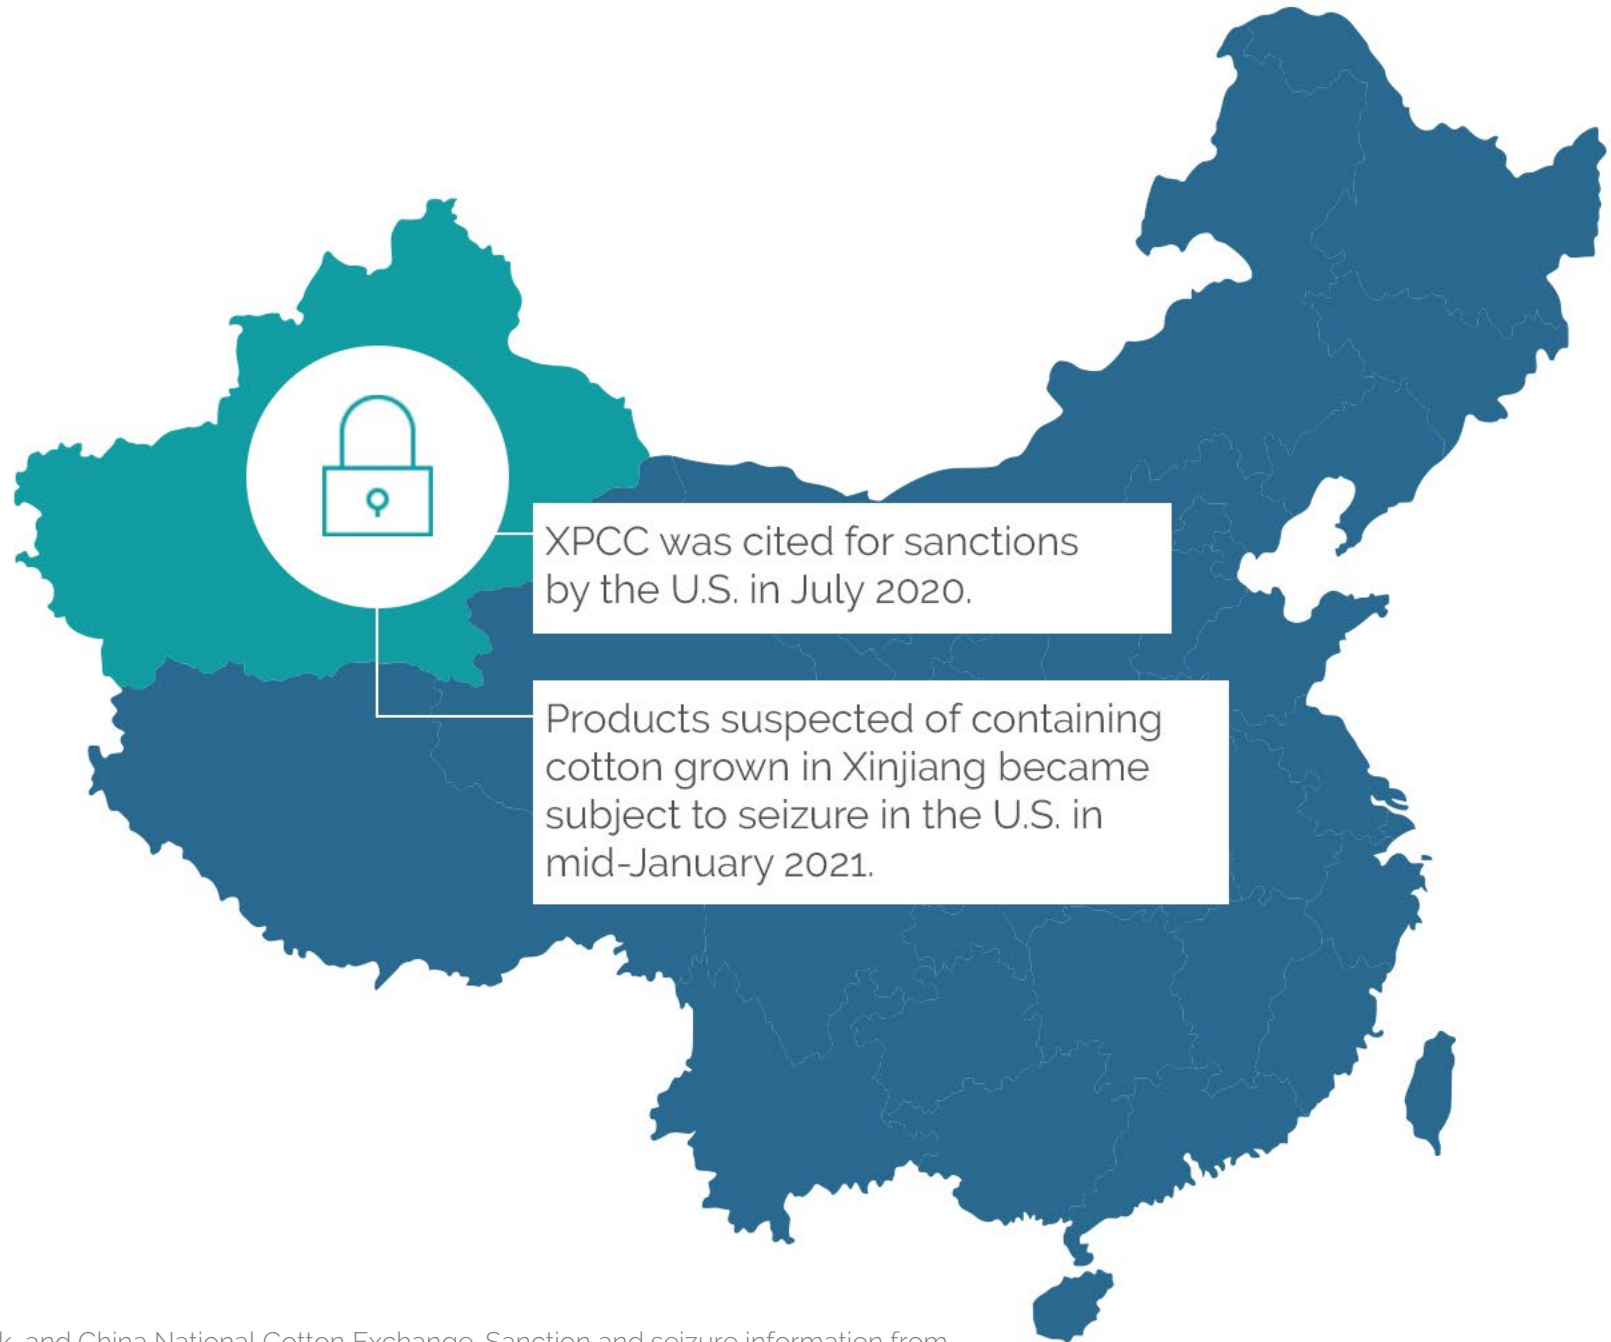 XPCC was cited for sanctions
by the U.S. in July 2020.
Products suspected of containing
cotton grown in Xinjiang became
subject to seizure in the U.S. in
mid-January 2021.
and China National Cotton Exchange. Sanction and seizure information from